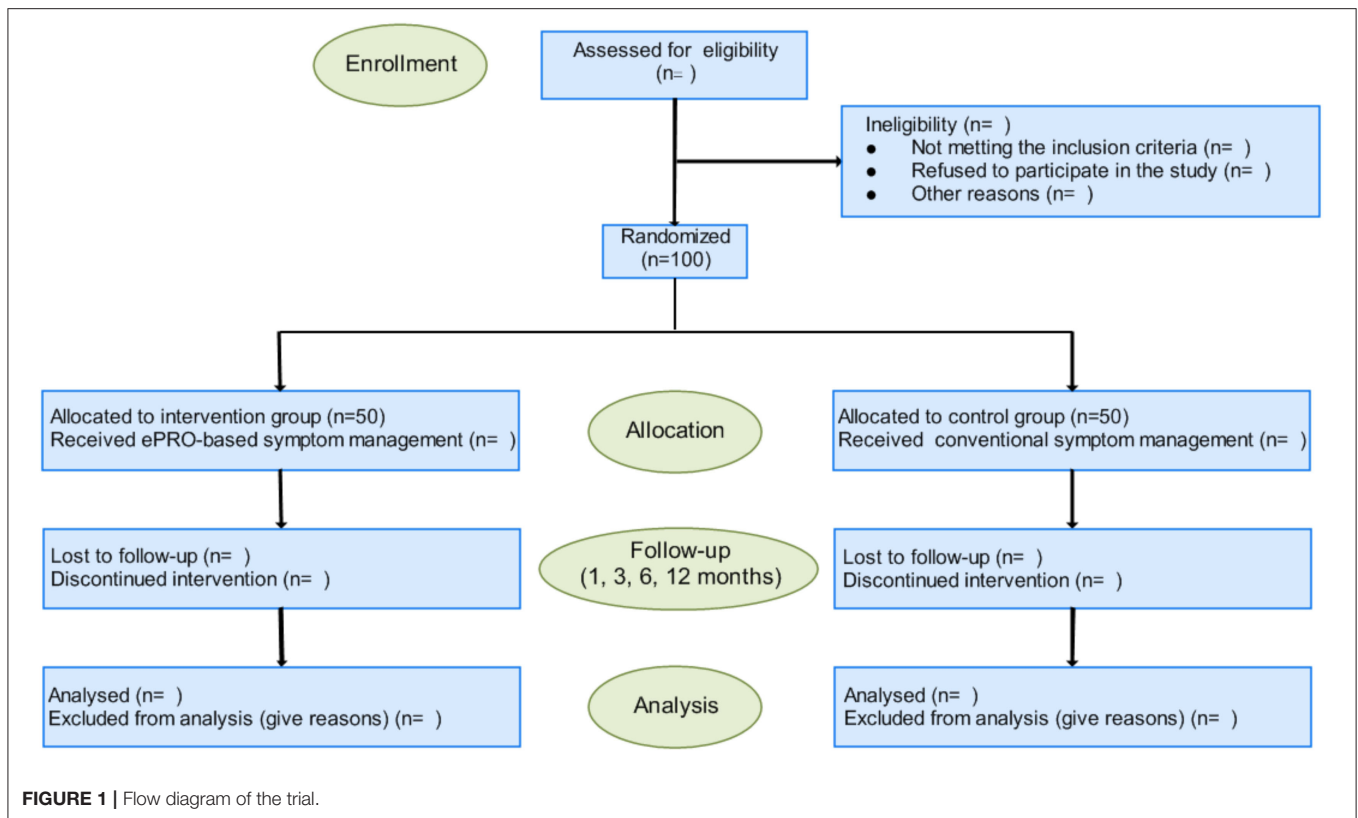 Enrollment
Assessed for eligibility
(n= )
Ineligibility (n= )
● Not metting the inclusion criteria (n= )
● Refused to participate in the study (n= )
● Other reasons (n= )
Randomized
(n=100)
Allocated to intervention group (n=50)
Received ePRO-based symptom management (n= )
Allocation
Allocated to control group (n=50)
Received conventional symptom management (n= )
Lost to follow-up (n= )
Discontinued intervention (n= )
Follow-up
(1, 3, 6, 12 months)
Lost to follow-up (n= )
Discontinued intervention (n= )
Analysed (n= )
Excluded from analysis (give reasons) (n= )
Analysis
Analysed (n= )
Excluded from analysis (give reasons) (n= )
FIGURE 1 | Flow diagram of the trial.